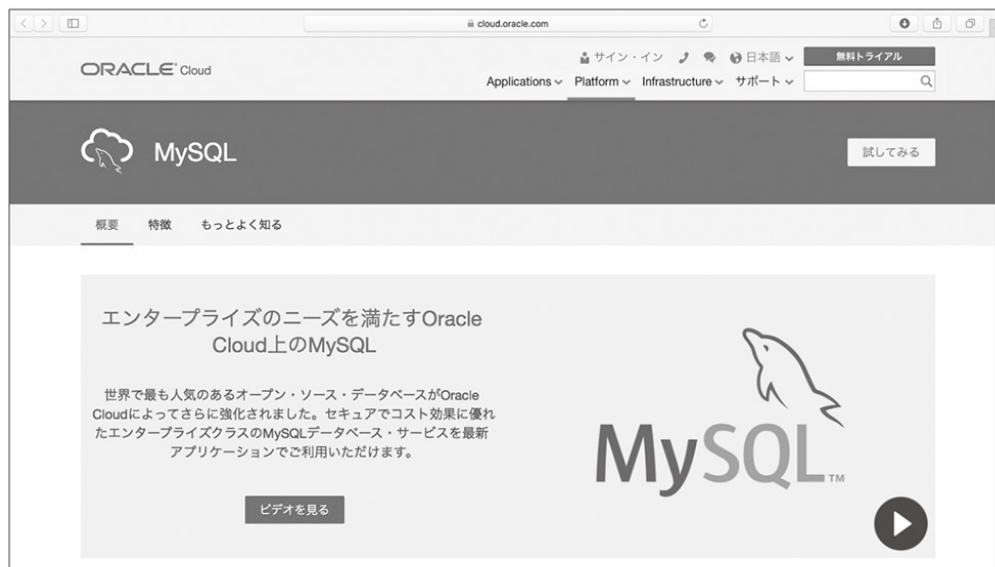 cloud.oracle.com
ORACLE Cloud
サイン・イン 日本語 無料トライアル
Applications Platform Infrastructure サポート
MySQL
試してみる
概要 特徴 もっとよく知る
エンタープライズのニーズを満たすOracle
Cloud上のMySQL
世界で最も人気のあるオープン・ソース・データベースがOracle
Cloudによってさらに強化されました。セキュアでコスト効果に優れ
たエンタープライズクラスのMySQLデータベース・サービスを最新
アプリケーションでご利用いただけます。
ビデオを見る
MySQL™